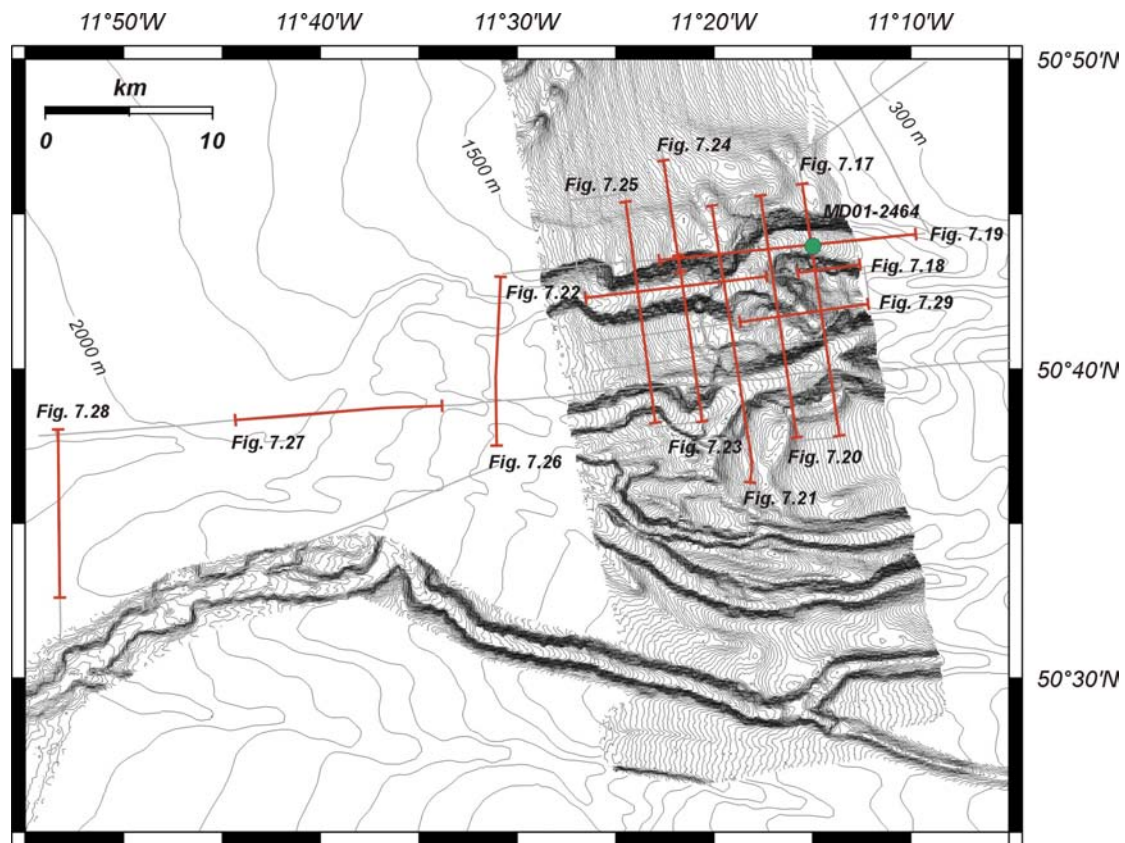 11°50'W
11°40'W
11°30'W
11°20'W
11°10'W
50°50'N
km
0
10
300 m
Fig. 7.24
1500 m
Fig. 7.17
Fig. 7.25
MD01-2464
Fig. 7.19
Fig. 7.18
Fig. 7.22
Fig. 7.29
2000 m
50°40'N
Fig. 7.28
Fig. 7.27
Fig. 7.23
Fig. 7.26
Fig. 7.20
Fig. 7.21
50°30'N